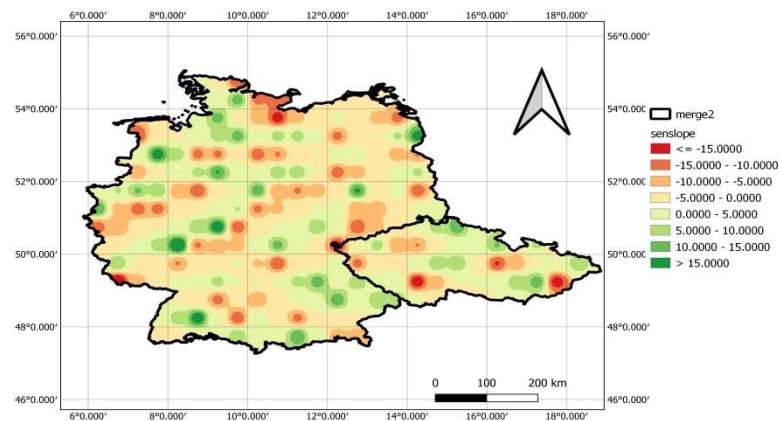 6°0.000′ 8°0.000′ 10°0.000′ 12°0.000′ 14°0.000′ 16°0.000′ 18°0.000′
56°0.000′ 56°0.000′
54°0.000′ 54°0.000′
52°0.000′ 52°0.000′
50°0.000′ 50°0.000′
48°0.000′ 48°0.000′
46°0.000′ 46°0.000′
0 100 200 km
6°0.000′ 8°0.000′ 10°0.000′ 12°0.000′ 14°0.000′ 16°0.000′ 18°0.000′
merge2
senslope
<= -15.0000
-15.0000 - -10.0000
-10.0000 - -5.0000
-5.0000 - 0.0000
0.0000 - 5.0000
5.0000 - 10.0000
10.0000 - 15.0000
> 15.0000